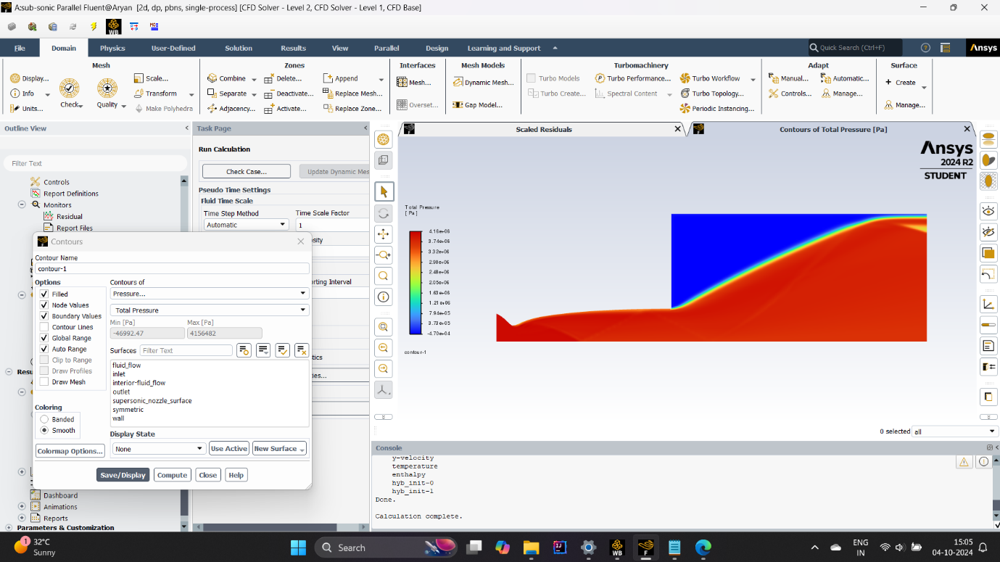 A:sub-sonic Parallel Fluent@Aryan [2d, dp, pbns, single-process] [CFD Solver - Level 2, CFD Solver - Level 1, CFD Base]
File Domain Physics User-Defined Solution Results View Parallel Design Learning and Support Quick Search (Ctrl+F) Ansys
Mesh
Display...
Info
Units...
Check
Quality
Scale...
Transform
Make Polyhedra
Zones
Combine
Separate
Adjacency...
Delete...
Deactivate...
Activate...
Append
Replace Mesh...
Replace Zone...
Interfaces
Mesh...
Overset...
Mesh Models
Dynamic Mesh...
Gap Model...
Turbomachinery
Turbo Models
Turbo Create...
Turbo Performance...
Spectral Content
Turbo Workflow
Turbo Topology...
Periodic Instancing...
Adapt
Manual...
Controls...
Automatic...
Manage...
Surface
Create
Manage...
Outline View
Filter Text
Controls
Report Definitions
Monitors
Residual
Report Files
Resu
Dashboard
Animations
Reports
Parameters & Customization
Task Page
Run Calculation
Check Case...
Update Dynamic Mes
Pseudo Time Settings
Fluid Time Scale
Time Step Method
Time Scale Factor
Automatic
1
osity
orting Interval
tics
ies...
Contours
Contour Name
contour-1
Options
Filled
Node Values
Boundary Values
Contour Lines
Global Range
Auto Range
Clip to Range
Draw Profiles
Draw Mesh
Coloring
Banded
Smooth
Colormap Options...
Contours of
Pressure...
Total Pressure
Min [Pa]
Max [Pa]
-46992.47
4156482
Surfaces
Filter Text
fluid_flow
inlet
interior-fluid_flow
outlet
supersonic_nozzle_surface
symmetric
wall
Display State
None
Use Active
New Surface
Save/Display
Compute
Close
Help
Scaled Residuals
Contours of Total Pressure [Pa]
Ansys
2024 R2
STUDENT
Total Pressure
[ Pa ]
4.16e+06
3.74e+06
3.32e+06
2.90e+06
2.48e+06
2.05e+06
1.63e+06
1.21e+06
7.94e+05
3.73e+05
-4.70e+04
contour-1
0 selected
all
Console
y-velocity
temperature
enthalpy
hyb_init-0
hyb_init-1
Done.
Calculation complete.
1
32°C
Sunny
Search
WB
F
ENG
IN
15:05
04-10-2024